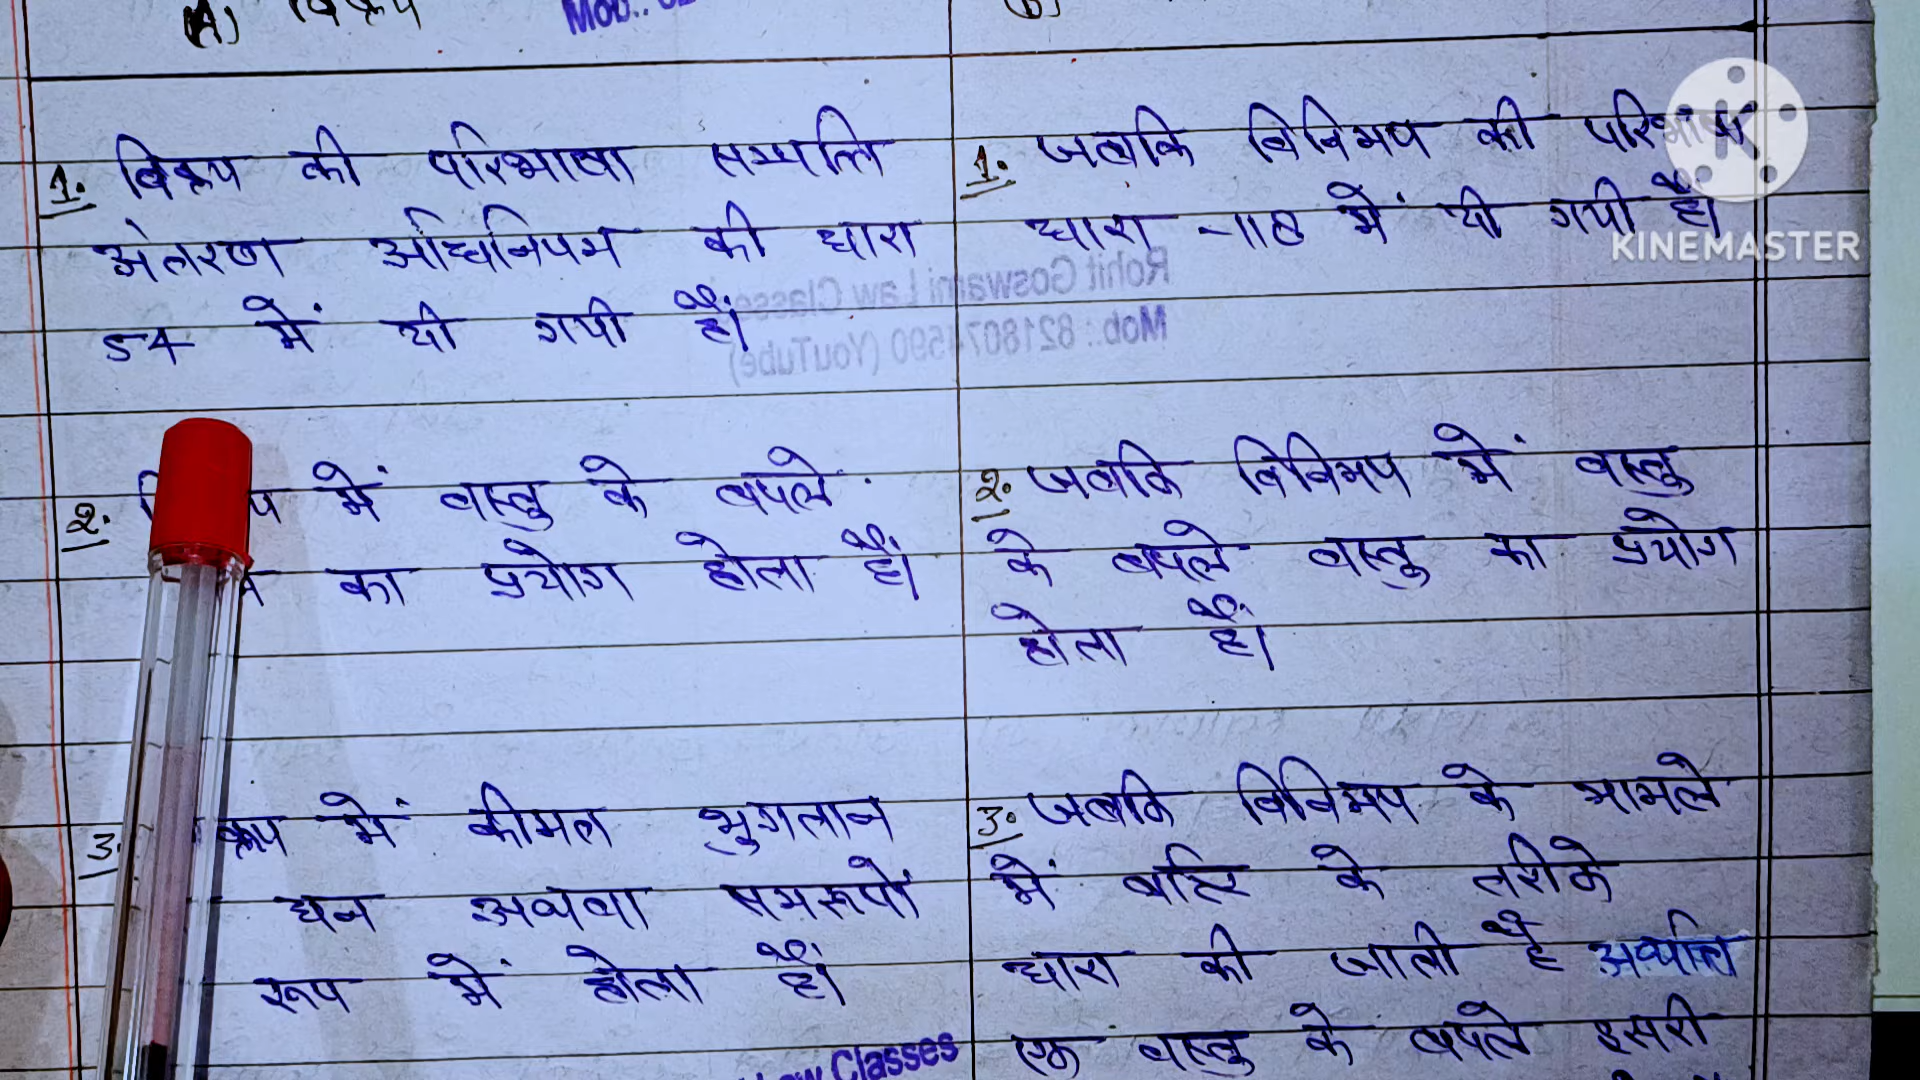 (A) विक्रय
Mob.:
(B)
1. विक्रय की परिभाषा सम्पत्ति
अंतरण अधिनियम की धारा
54 में दी गयी है।
1. जबकि विनिमय की परिभाषा
धारा -118 में दी गयी है।
KINEMASTER
Rohit Goswami Law Classes
Mob.: 8218074590 (YouTube)
2. में वस्तु के बदले
का प्रयोग होता है।
2. जबकि विनिमय में वस्तु
के बदले वस्तु का प्रयोग
होता है।
3. क्रय में कीमत भुगतान
धन अथवा समरूपों
रूप में होता है।
3. जबकि विनिमय के मामले
में के तरीके
धारा की जाती है अर्थात
एक वस्तु के बदले दूसरी
Law Classes